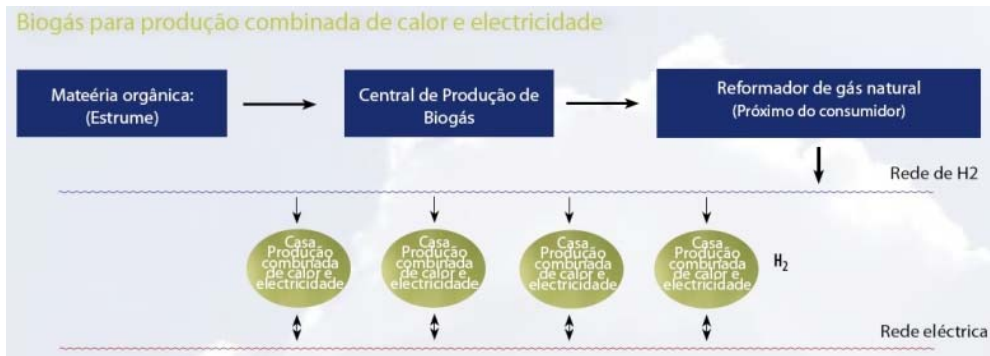 Biogás para produção combinada de calor e electricidade
Mateéria orgânica:
(Estrume)
Central de Produção de
Biogás
Reformador de gás natural
(Próximo do consumidor)
Rede de H2
Casa
Produção
combinada
de calor e
electricidade
Casa
Produção
combinada
de calor e
electricidade
Casa
Produção
combinada
de calor e
electricidade
Casa
Produção
combinada
de calor e
electricidade
H₂
Rede eléctrica